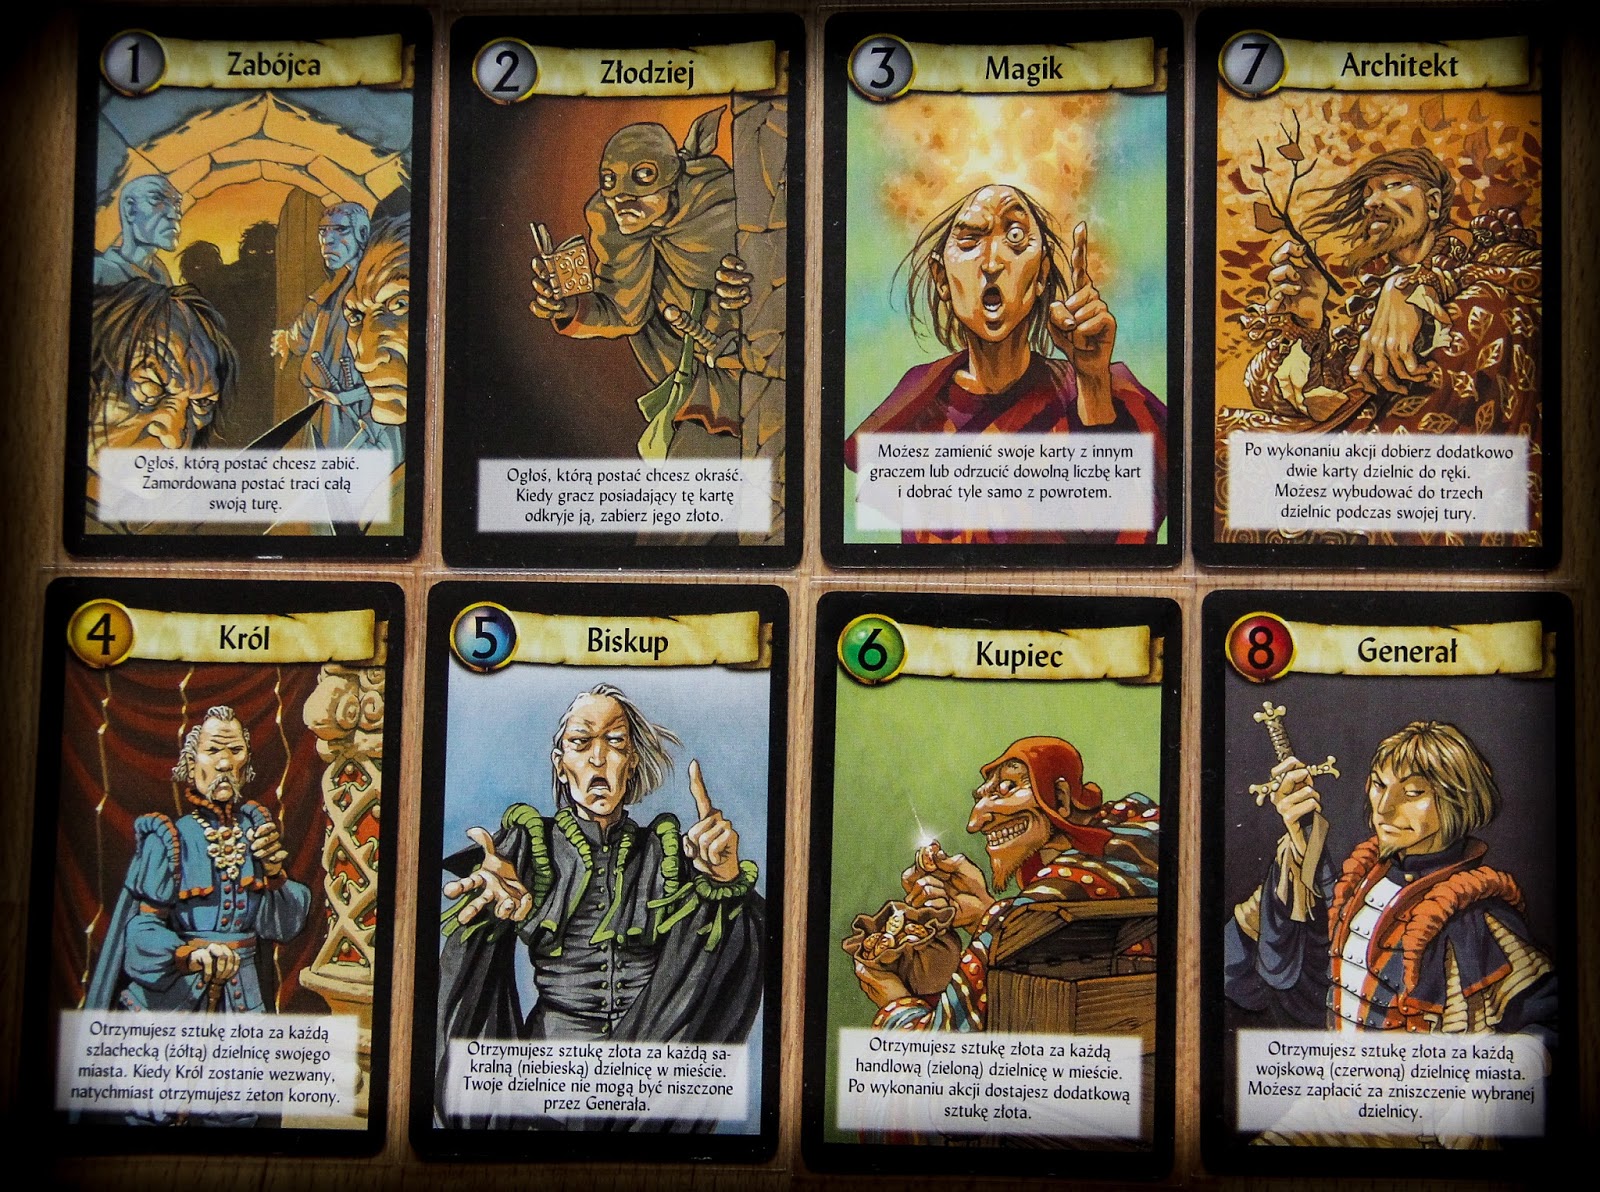 1
Zabójca
Ogłoś, którą postać chcesz zabić.
Zamordowana postać traci całą
swoją turę.
2
Złodziej
Ogłoś, którą postać chcesz okraść.
Kiedy gracz posiadający tę kartę
odkryje ją, zabierz jego złoto.
3
Magik
Możesz zamienić swoje karty z innym
graczem lub odrzucić dowolną liczbę kart
i dobrać tyle samo z powrotem.
7
Architekt
Po wykonaniu akcji dobierz dodatkowo
dwie karty dzielnic do ręki.
Możesz wybudować do trzech
dzielnic podczas swojej tury.
4
Król
Otrzymujesz sztukę złota za każdą
szlachecką (żółtą) dzielnicę swojego
miasta. Kiedy Król zostanie wezwany,
natychmiast otrzymujesz żeton korony.
5
Biskup
Otrzymujesz sztukę złota za każdą sa-
kralną (niebieską) dzielnicę w mieście.
Twoje dzielnice nie mogą być niszczone
przez Generała.
6
Kupiec
Otrzymujesz sztukę złota za każdą
handlową (zieloną) dzielnicę w mieście.
Po wykonaniu akcji dostajesz dodatkową
sztukę złota.
8
Generał
Otrzymujesz sztukę złota za każdą
wojskową (czerwoną) dzielnicę miasta.
Możesz zapłacić za zniszczenie wybranej
dzielnicy.